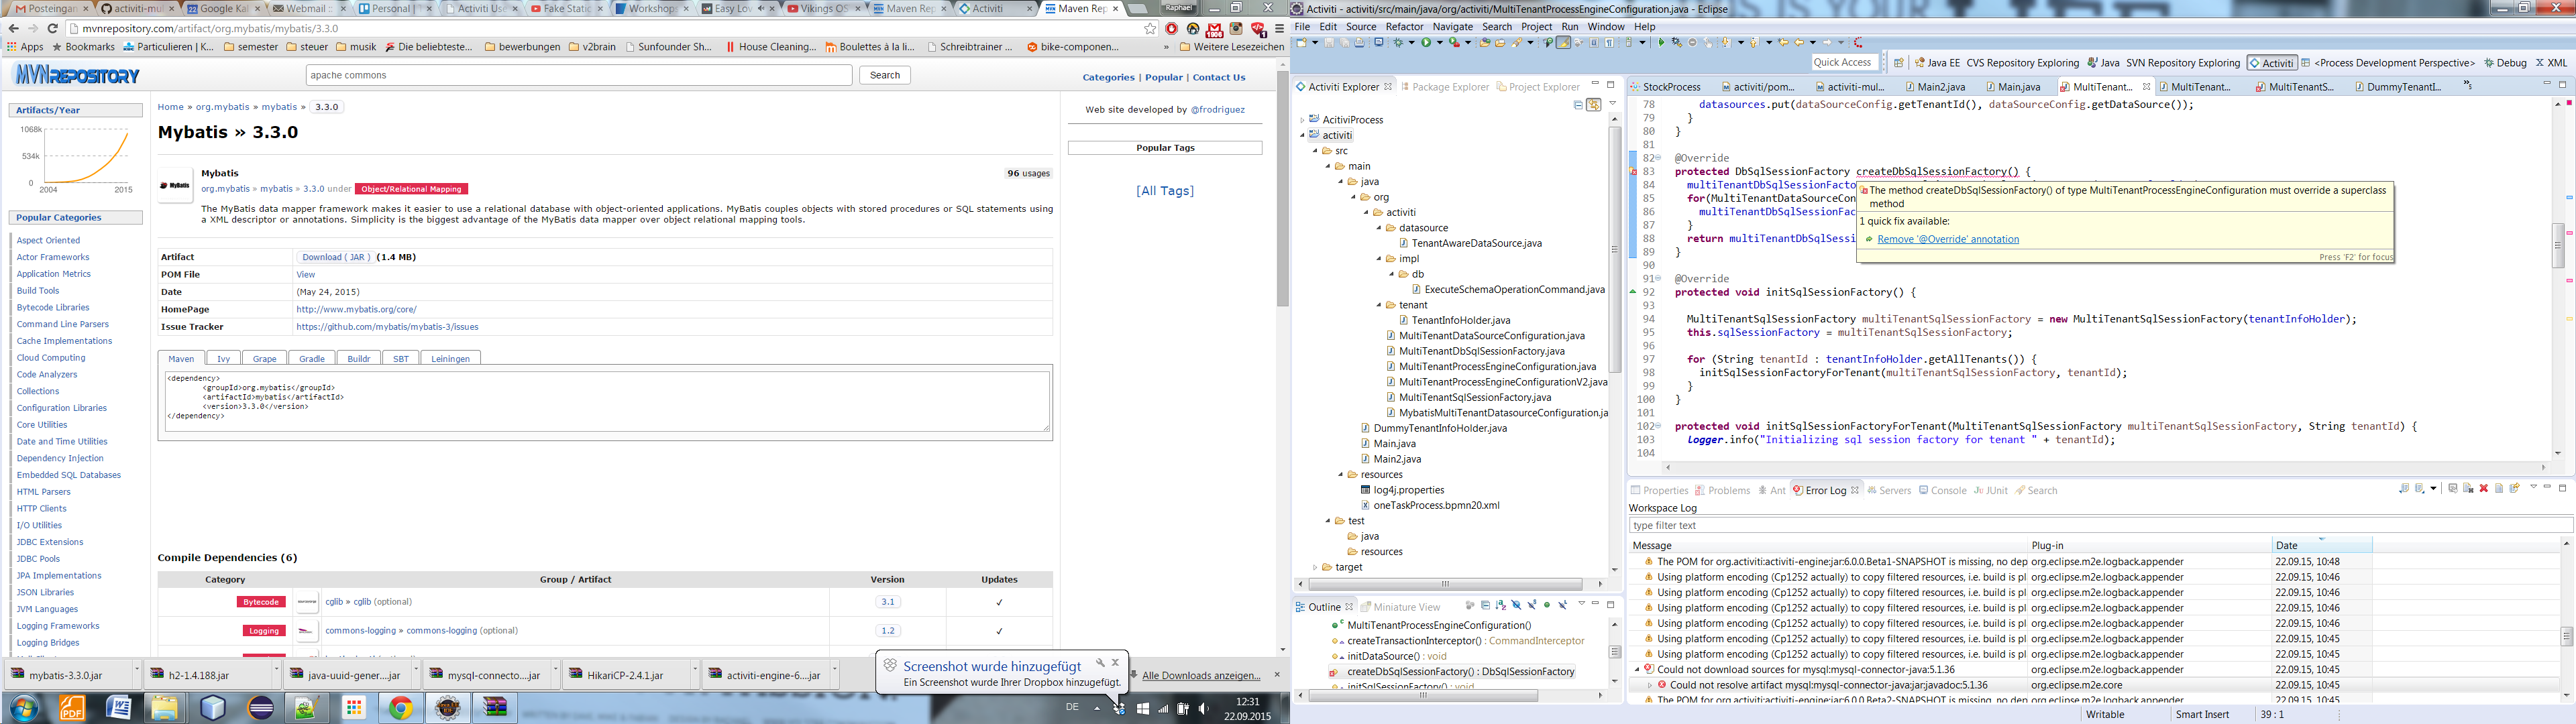 Posteingan
activiti-mul
Google Kal
Webmail ::
Personal |
Activiti Use
Fake Static
Workshops
Easy Lov
Vikings OS
Maven Rep
Activiti
Maven Rep
Raphael
mvnrepository.com/artifact/org.mybatis/mybatis/3.3.0
Apps
Bookmarks
Particulieren | K...
semester
steuer
musik
Die beliebteste...
bewerbungen
v2brain
Sunfounder Sh...
House Cleaning...
Boulettes á la li...
Schreibtrainer ...
bike-componen...
» Weitere Lesezeichen
MVNREPOSITORY
apache commons
Search
Categories | Popular | Contact Us
Artifacts/Year
1068k
534k
0
2004
2015
Popular Categories
Aspect Oriented
Actor Frameworks
Application Metrics
Build Tools
Bytecode Libraries
Command Line Parsers
Cache Implementations
Cloud Computing
Code Analyzers
Collections
Configuration Libraries
Core Utilities
Date and Time Utilities
Dependency Injection
Embedded SQL Databases
HTML Parsers
HTTP Clients
I/O Utilities
JDBC Extensions
JDBC Pools
JPA Implementations
JSON Libraries
JVM Languages
Logging Frameworks
Logging Bridges
Home » org.mybatis » mybatis » 3.3.0
Mybatis » 3.3.0
MyBatis
Mybatis
96 usages
org.mybatis » mybatis » 3.3.0 under Object/Relational Mapping
The MyBatis data mapper framework makes it easier to use a relational database with object-oriented applications. MyBatis couples objects with stored procedures or SQL statements using
a XML descriptor or annotations. Simplicity is the biggest advantage of the MyBatis data mapper over object relational mapping tools.
Artifact Download ( JAR ) (1.4 MB)
POM File View
Date (May 24, 2015)
HomePage http://www.mybatis.org/core/
Issue Tracker https://github.com/mybatis/mybatis-3/issues
Maven Ivy Grape Gradle Buildr SBT Leiningen
<dependency>
<groupId>org.mybatis</groupId>
<artifactId>mybatis</artifactId>
<version>3.3.0</version>
</dependency>
Compile Dependencies (6)
Category Group / Artifact Version Updates
Bytecode cglib » cglib (optional) 3.1 ✓
Logging commons-logging » commons-logging (optional) 1.2 ✓
Web site developed by @frodriguez
Popular Tags
[All Tags]
mybatis-3.3.0.jar
h2-1.4.188.jar
java-uuid-gener....jar
mysql-connecto....jar
HikariCP-2.4.1.jar
activiti-engine-6....jar
Alle Downloads anzeigen...
Screenshot wurde hinzugefügt
Ein Screenshot wurde Ihrer Dropbox hinzugefügt.
PDF
DE
12:31
22.09.2015
Activiti - activiti/src/main/java/org/activiti/MultiTenantProcessEngineConfiguration.java - Eclipse
File Edit Source Refactor Navigate Search Project Run Window Help
Quick Access
Java EE
CVS Repository Exploring
Java
SVN Repository Exploring
Activiti
<Process Development Perspective>
Debug
XML
Activiti Explorer
Package Explorer
Project Explorer
AcitiviProcess
activiti
src
main
java
org
activiti
datasource
TenantAwareDataSource.java
impl
db
ExecuteSchemaOperationCommand.java
tenant
TenantInfoHolder.java
MultiTenantDataSourceConfiguration.java
MultiTenantDbSqlSessionFactory.java
MultiTenantProcessEngineConfiguration.java
MultiTenantProcessEngineConfigurationV2.java
MultiTenantSqlSessionFactory.java
MybatisMultiTenantDatasourceConfiguration.ja
DummyTenantInfoHolder.java
Main.java
Main2.java
resources
log4j.properties
oneTaskProcess.bpmn20.xml
test
java
resources
target
Outline
Miniature View
MultiTenantProcessEngineConfiguration()
createTransactionInterceptor() : CommandInterceptor
initDataSource() : void
createDbSqlSessionFactory() : DbSqlSessionFactory
initSqlSessionFactory() : void
StockProcess
activiti/pom...
activiti-mul...
Main2.java
Main.java
MultiTenant...
MultiTenant...
MultiTenantS...
DummyTenantI...
78 datasources.put(dataSourceConfig.getTenantId(), dataSourceConfig.getDataSource());
79 }
80 }
81
82 @Override
83 protected DbSqlSessionFactory createDbSqlSessionFactory() {
84 multiTenantDbSqlSessionFacto
85 for(MultiTenantDataSourceCon
86 multiTenantDbSqlSessionFac
87 }
88 return multiTenantDbSqlSessi
89 }
90
91 @Override
92 protected void initSqlSessionFactory() {
93
94 MultiTenantSqlSessionFactory multiTenantSqlSessionFactory = new MultiTenantSqlSessionFactory(tenantInfoHolder);
95 this.sqlSessionFactory = multiTenantSqlSessionFactory;
96
97 for (String tenantId : tenantInfoHolder.getAllTenants()) {
98 initSqlSessionFactoryForTenant(multiTenantSqlSessionFactory, tenantId);
99 }
100 }
101
102 protected void initSqlSessionFactoryForTenant(MultiTenantSqlSessionFactory multiTenantSqlSessionFactory, String tenantId) {
103 logger.info("Initializing sql session factory for tenant " + tenantId);
104
The method createDbSqlSessionFactory() of type MultiTenantProcessEngineConfiguration must override a superclass
method
1 quick fix available:
Remove '@Override' annotation
Press 'F2' for focus
Properties
Problems
Ant
Error Log
Servers
Console
JUnit
Search
Workspace Log
type filter text
Message Plug-in Date
The POM for org.activiti:activiti-engine:jar:6.0.0.Beta1-SNAPSHOT is missing, no dep org.eclipse.m2e.logback.appender 22.09.15, 10:48
Using platform encoding (Cp1252 actually) to copy filtered resources, i.e. build is pl org.eclipse.m2e.logback.appender 22.09.15, 10:46
Using platform encoding (Cp1252 actually) to copy filtered resources, i.e. build is pl org.eclipse.m2e.logback.appender 22.09.15, 10:46
Using platform encoding (Cp1252 actually) to copy filtered resources, i.e. build is pl org.eclipse.m2e.logback.appender 22.09.15, 10:46
Using platform encoding (Cp1252 actually) to copy filtered resources, i.e. build is pl org.eclipse.m2e.logback.appender 22.09.15, 10:46
Using platform encoding (Cp1252 actually) to copy filtered resources, i.e. build is pl org.eclipse.m2e.logback.appender 22.09.15, 10:45
Using platform encoding (Cp1252 actually) to copy filtered resources, i.e. build is pl org.eclipse.m2e.logback.appender 22.09.15, 10:45
Could not download sources for mysql:mysql-connector-java:5.1.36 org.eclipse.m2e.logback.appender 22.09.15, 10:45
Could not resolve artifact mysql:mysql-connector-java:jar:javadoc:5.1.36 org.eclipse.m2e.core 22.09.15, 10:45
The POM for org.activiti:activiti-engine:jar:6.0.0.Beta2-SNAPSHOT is missing, no dep org.eclipse.m2e.logback.appender 22.09.15, 10:45
Writable
Smart Insert
39 : 1